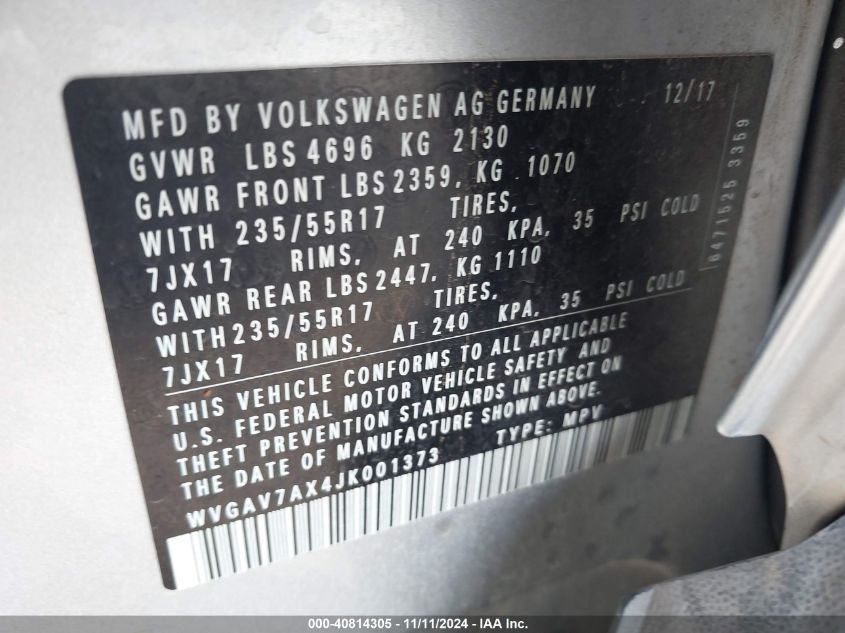 MFD BY VOLKSWAGEN AG GERMANY 12/17
GVWR LBS 4696 KG 2130
GAWR FRONT LBS 2359, KG 1070
WITH 235/55R17 TIRES,
7JX17 RIMS, AT 240 KPA, 35 PSI COLD
GAWR REAR LBS 2447, KG 1110
WITH 235/55R17 TIRES,
7JX17 RIMS, AT 240 KPA, 35 PSI COLD
THIS VEHICLE CONFORMS TO ALL APPLICABLE
U.S. FEDERAL MOTOR VEHICLE SAFETY AND
THEFT PREVENTION STANDARDS IN EFFECT ON
THE DATE OF MANUFACTURE SHOWN ABOVE.
WVGAV7AX4JK001373 TYPE: MPV
6471525 3359
000-40814305 - 11/11/2024 - IAA Inc.